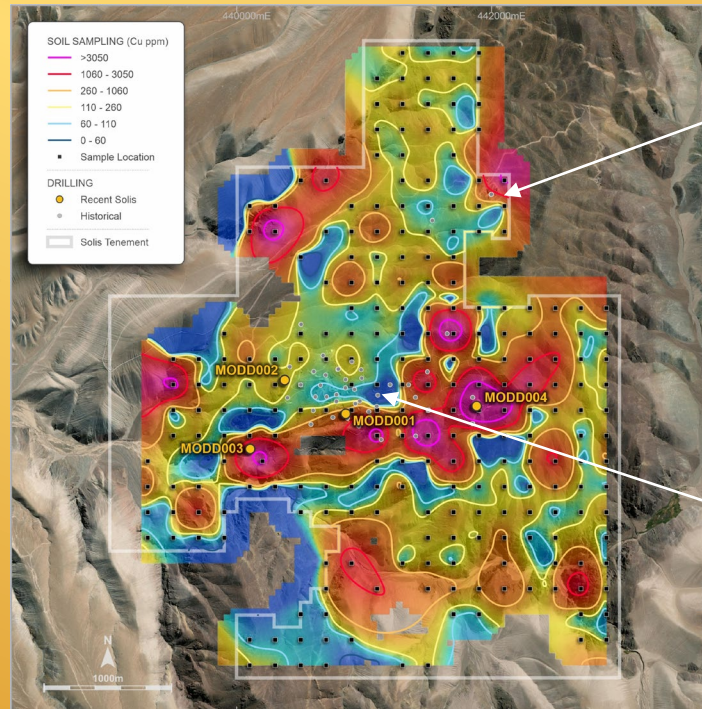 440000mE
442000mE
SOIL SAMPLING (Cu ppm)
>3050
1060 - 3050
260 - 1060
110 - 260
60 - 110
0 - 60
Sample Location
DRILLING
Recent Solis
Historical
Solis Tenement
MODD002
MODD004
MODD001
MODD003
N
1000m